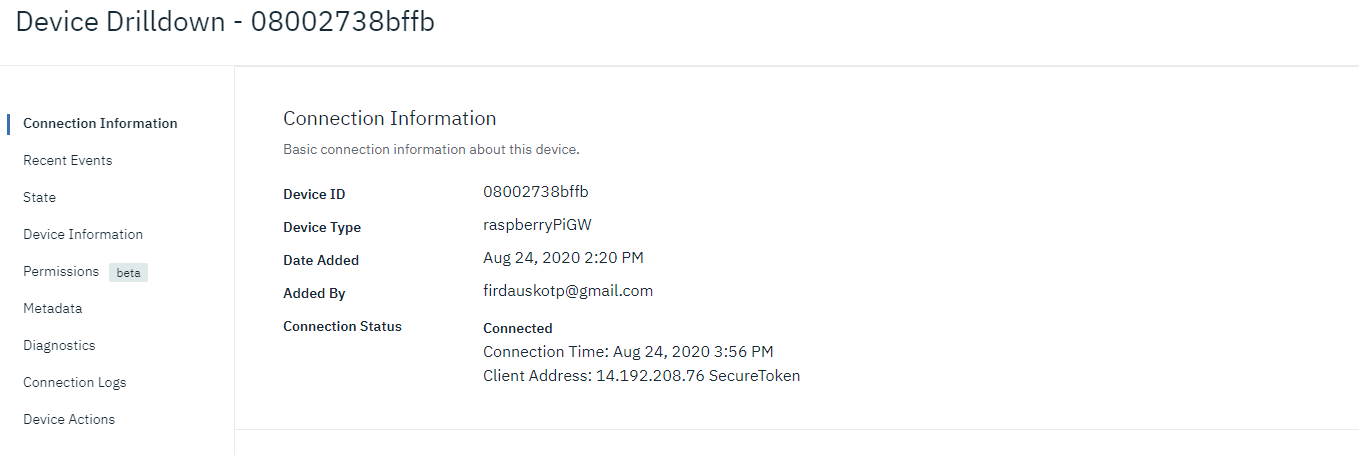 Device Drilldown - 08002738bffb
Connection Information
Recent Events
State
Device Information
Permissions beta
Metadata
Diagnostics
Connection Logs
Device Actions
Connection Information
Basic connection information about this device.
Device ID 08002738bffb
Device Type raspberryPiGW
Date Added Aug 24, 2020 2:20 PM
Added By firdauskotp@gmail.com
Connection Status Connected
Connection Time: Aug 24, 2020 3:56 PM
Client Address: 14.192.208.76 SecureToken